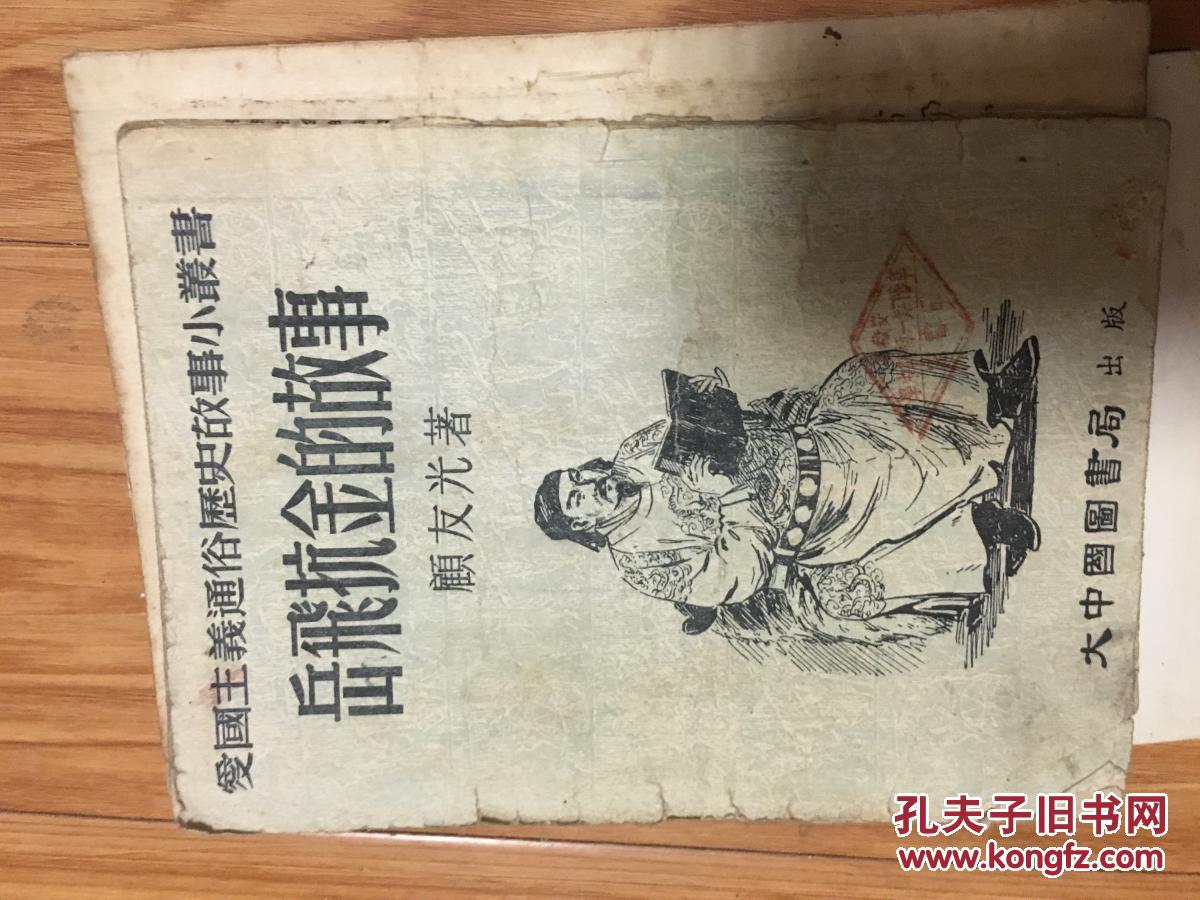 愛國主義通俗歷史故事小叢書
岳飛抗金的故事
顧友光著
大中國圖書局出版
孔夫子旧书网
www.kongfz.com